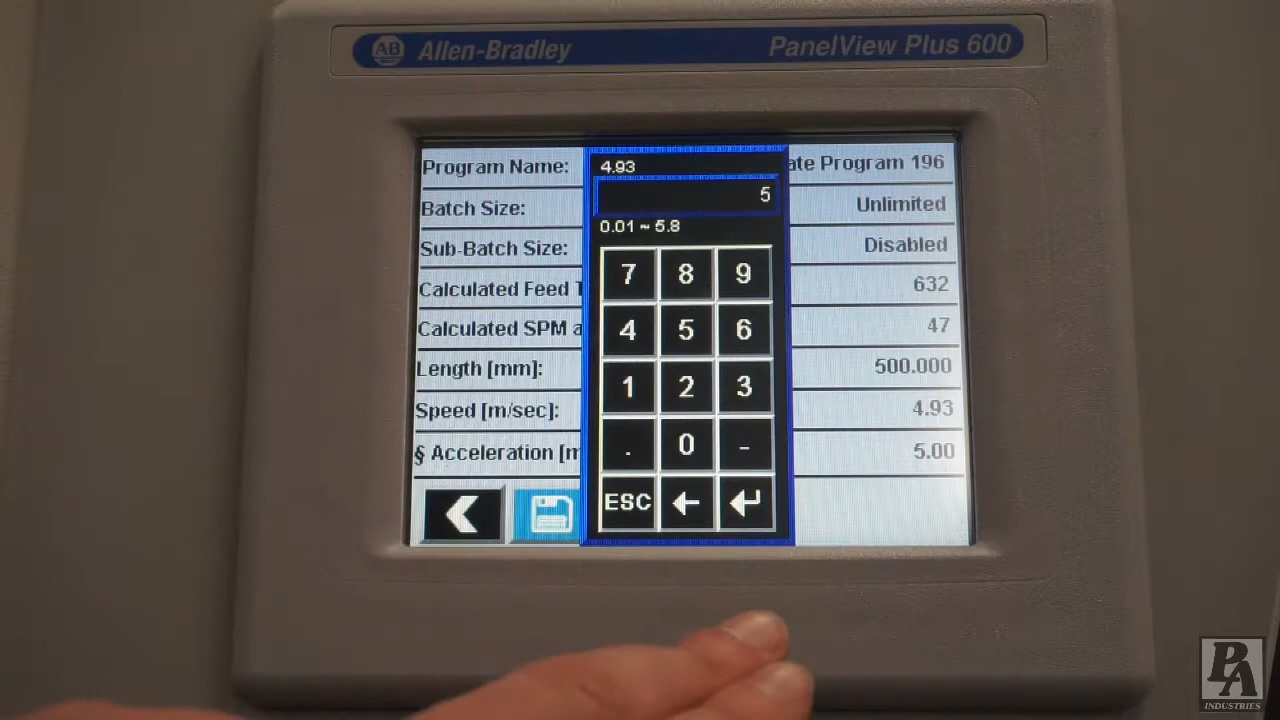 AB Allen-Bradley PanelView Plus 600
Program Name: ate Program 196
Batch Size: Unlimited
Sub-Batch Size: Disabled
Calculated Feed T 632
Calculated SPM a 47
Length [mm]: 500.000
Speed [m/sec]: 4.93
§ Acceleration [m 5.00
4.93
5
0.01 ~ 5.8
7 8 9
4 5 6
1 2 3
. 0 -
ESC ← ↵
PA
INDUSTRIES